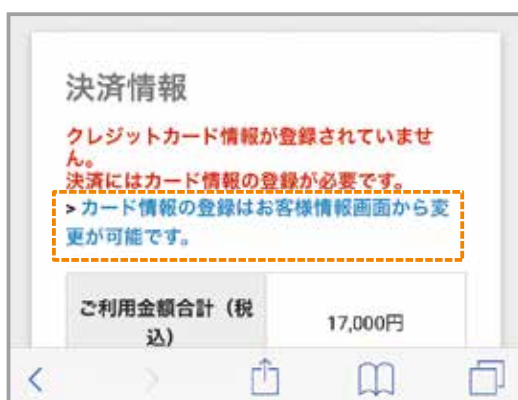 決済情報
クレジットカード情報が登録されていませ
ん。
決済にはカード情報の登録が必要です。
> カード情報の登録はお客様情報画面から変
更が可能です。
ご利用金額合計（税
込）
17,000円